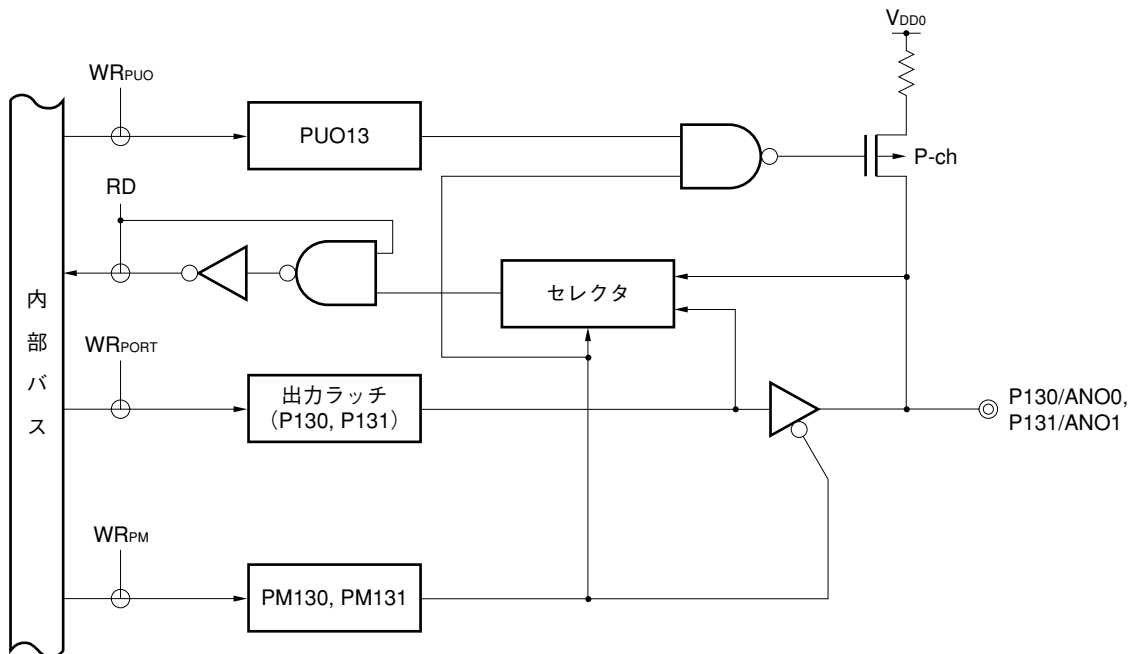 VDD0
WRPUO
PUO13
P-ch
RD
セレクタ
内部バス
WRPORT
出力ラッチ
(P130, P131)
P130/ANO0,
P131/ANO1
WRPM
PM130, PM131